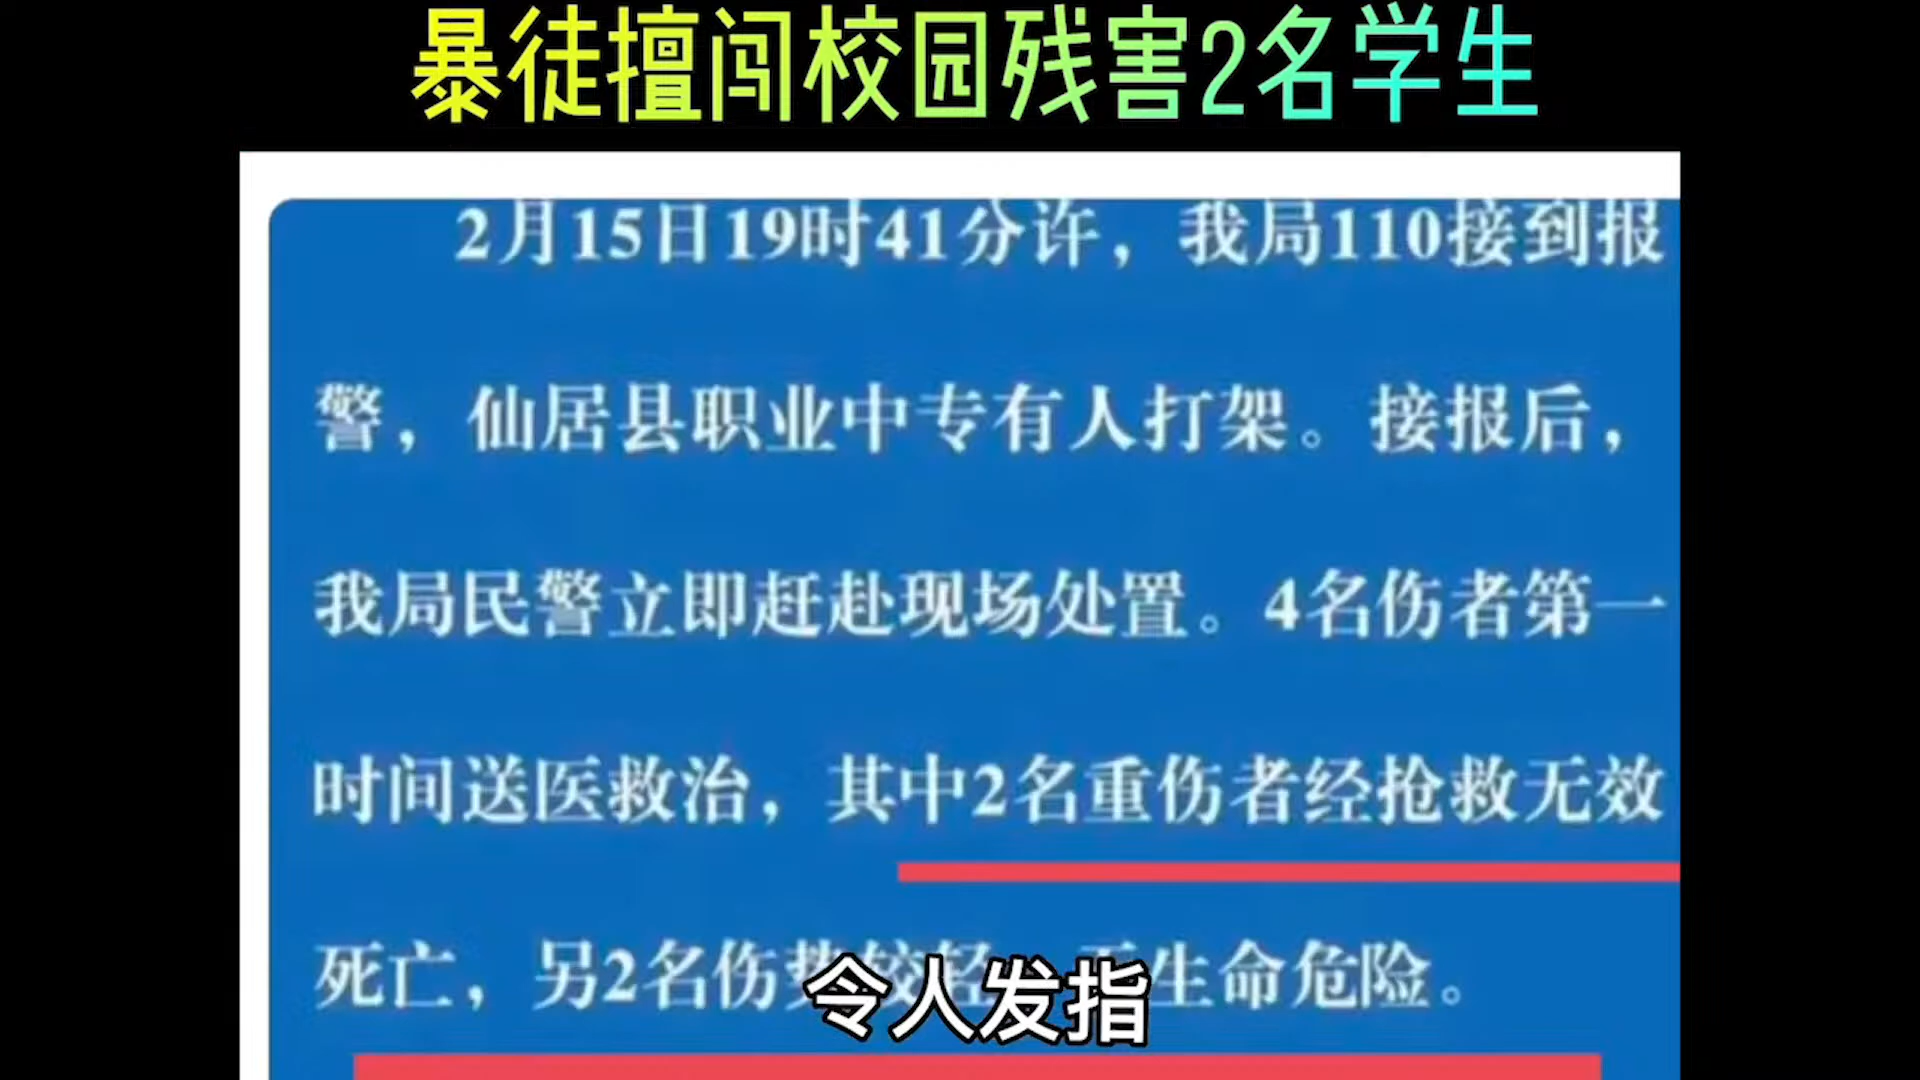 暴徒擅闯校园残害2名学生
2月15日19时41分许，我局110接到报
警，仙居县职业中专有人打架。接报后，
我局民警立即赶赴现场处置。4名伤者第一
时间送医救治，其中2名重伤者经抢救无效
死亡，另2名伤势较轻，无生命危险。
令人发指